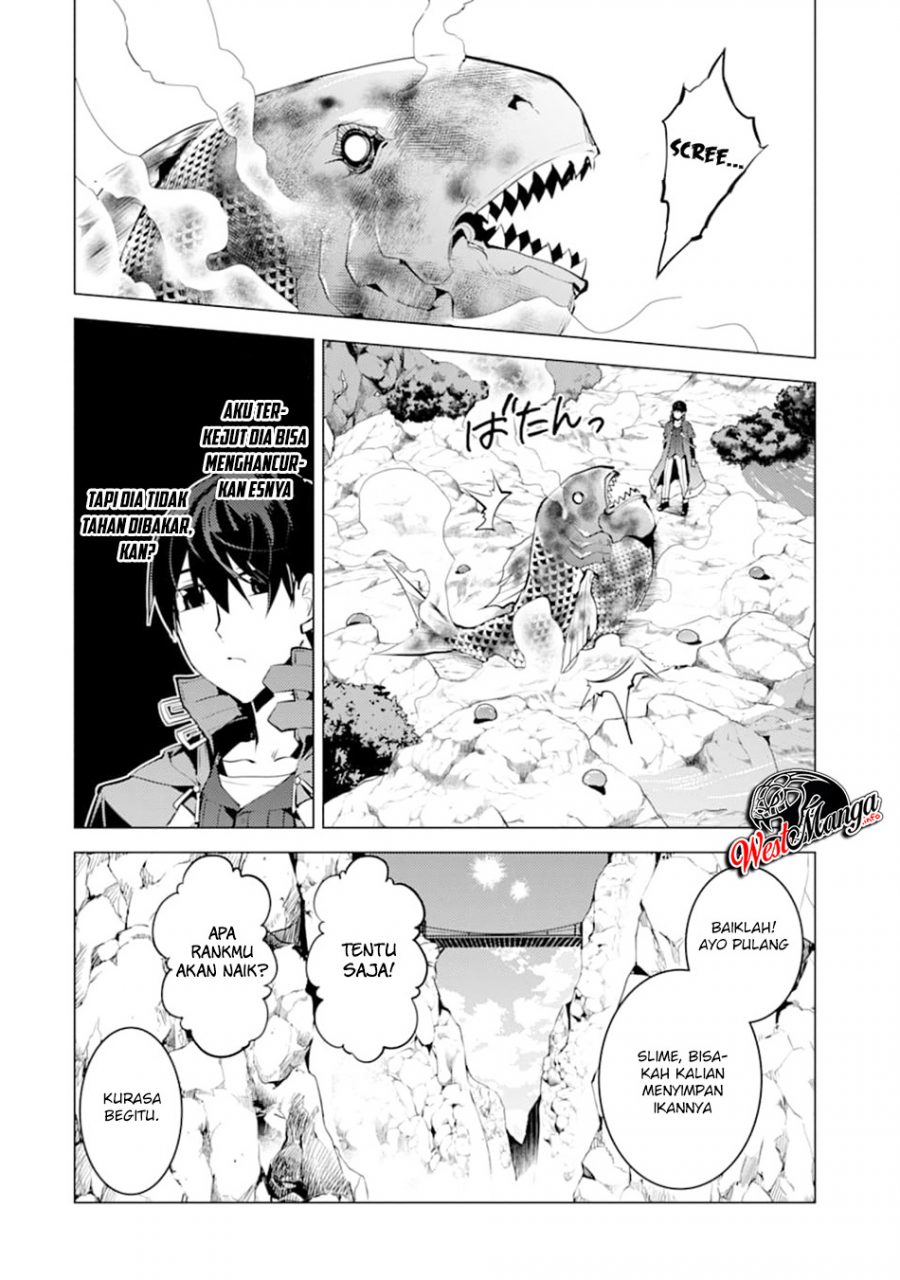 SCREE...
ばたんっ
AKU TER-
KEJUT DIA BISA
MENGHANCUR-
KAN ESNYA
TAPI DIA TIDAK
TAHAN DIBAKAR,
KAN?
WestManga
.info
BAIKLAH!
AYO PULANG
SLIME, BISA-
KAH KALIAN
MENYIMPAN
IKANNYA
TENTU
SAJA!
APA
RANKMU
AKAN NAIK?
KURASA
BEGITU.